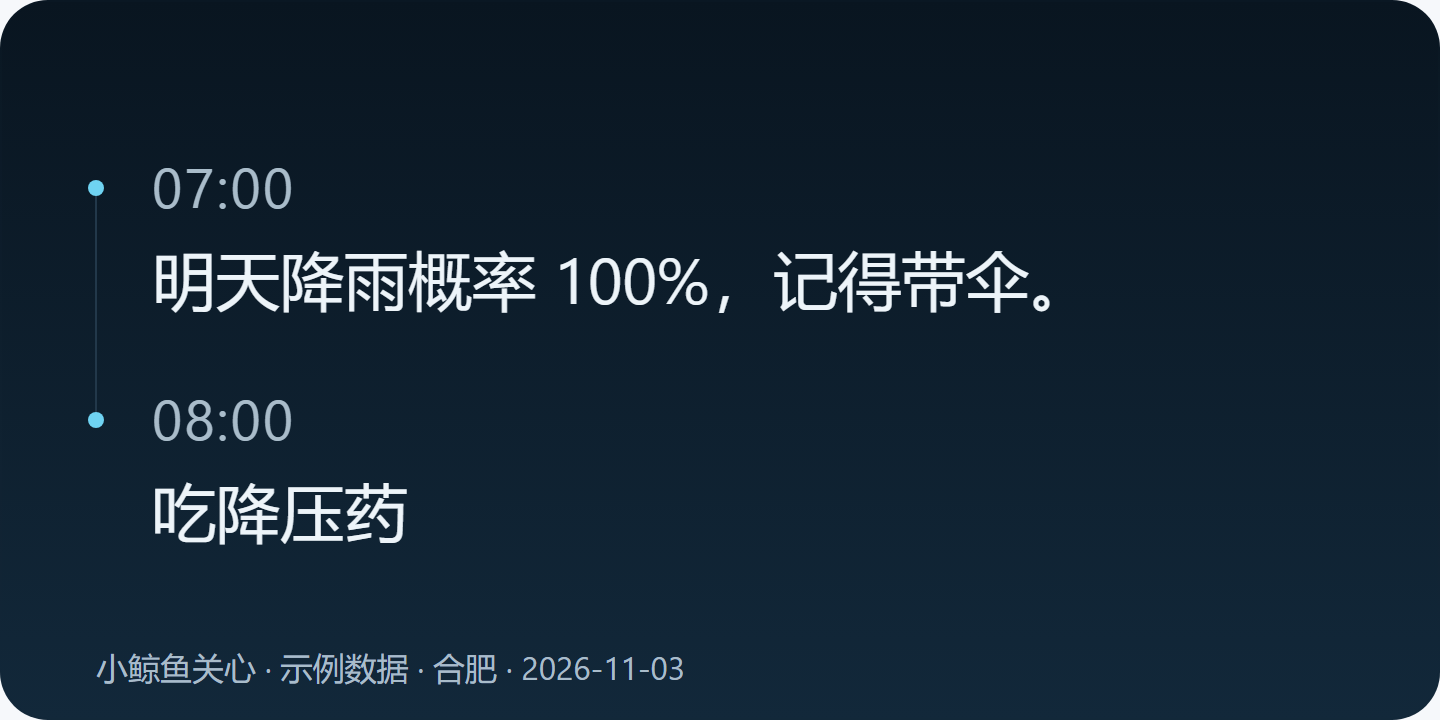 07:00
明天降雨概率 100%，记得带伞。
08:00
吃降压药
小鲸鱼关心 · 示例数据 · 合肥 · 2026-11-03